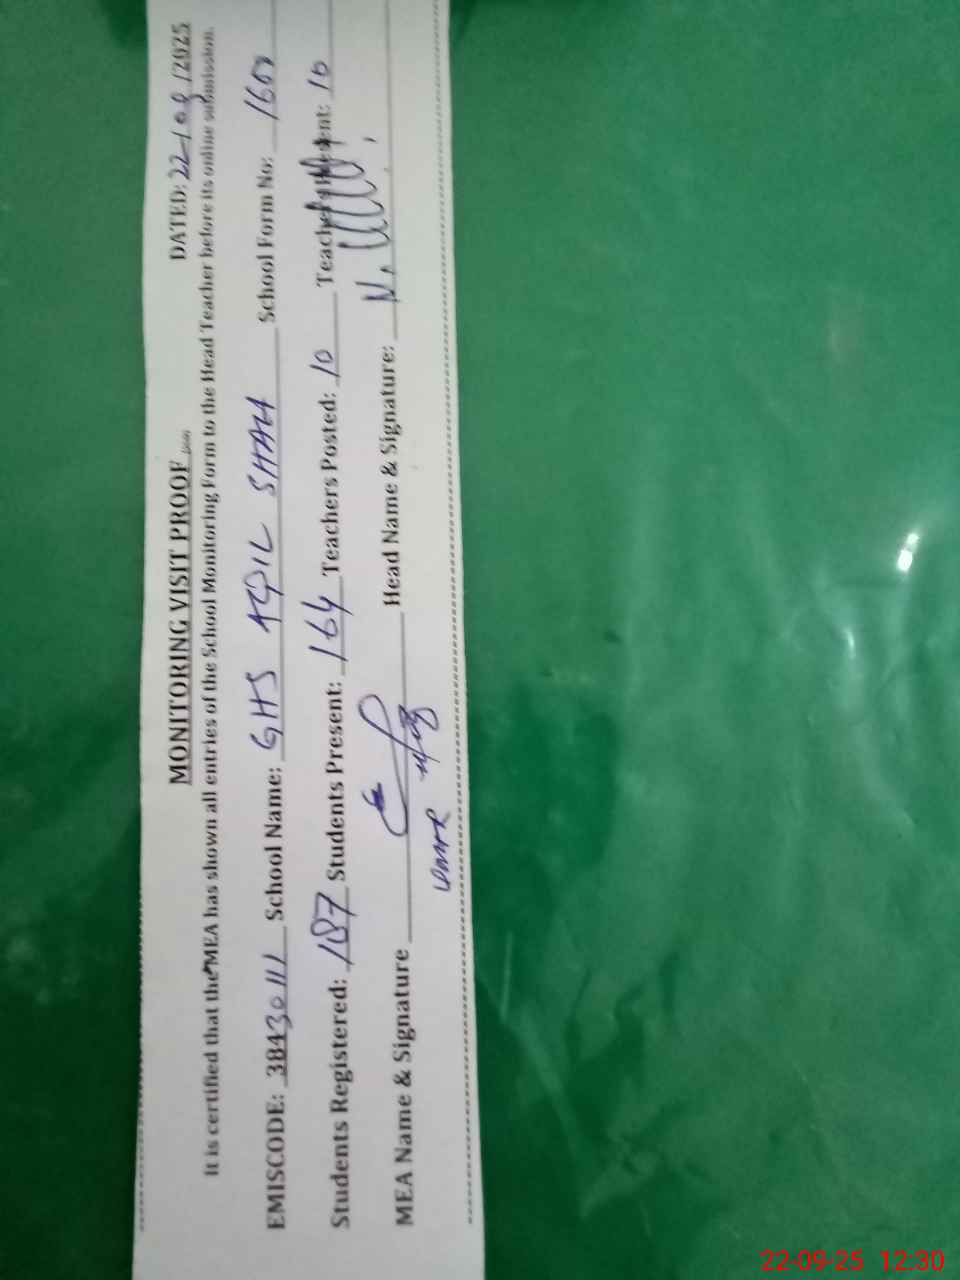 MONITORING VISIT PROOF DATED: 22/09/2025
It is certified that the MEA has shown all entries of the School Monitoring Form to the Head Teacher before its online submission.
EMISCODE: 38430111 School Name: GHS AQIL SHAH School Form No: 1600
Students Registered: 187 Students Present: 164 Teachers Posted: 10 Teachers Present: 10
MEA Name & Signature Head Name & Signature:
22-09-25 12:30